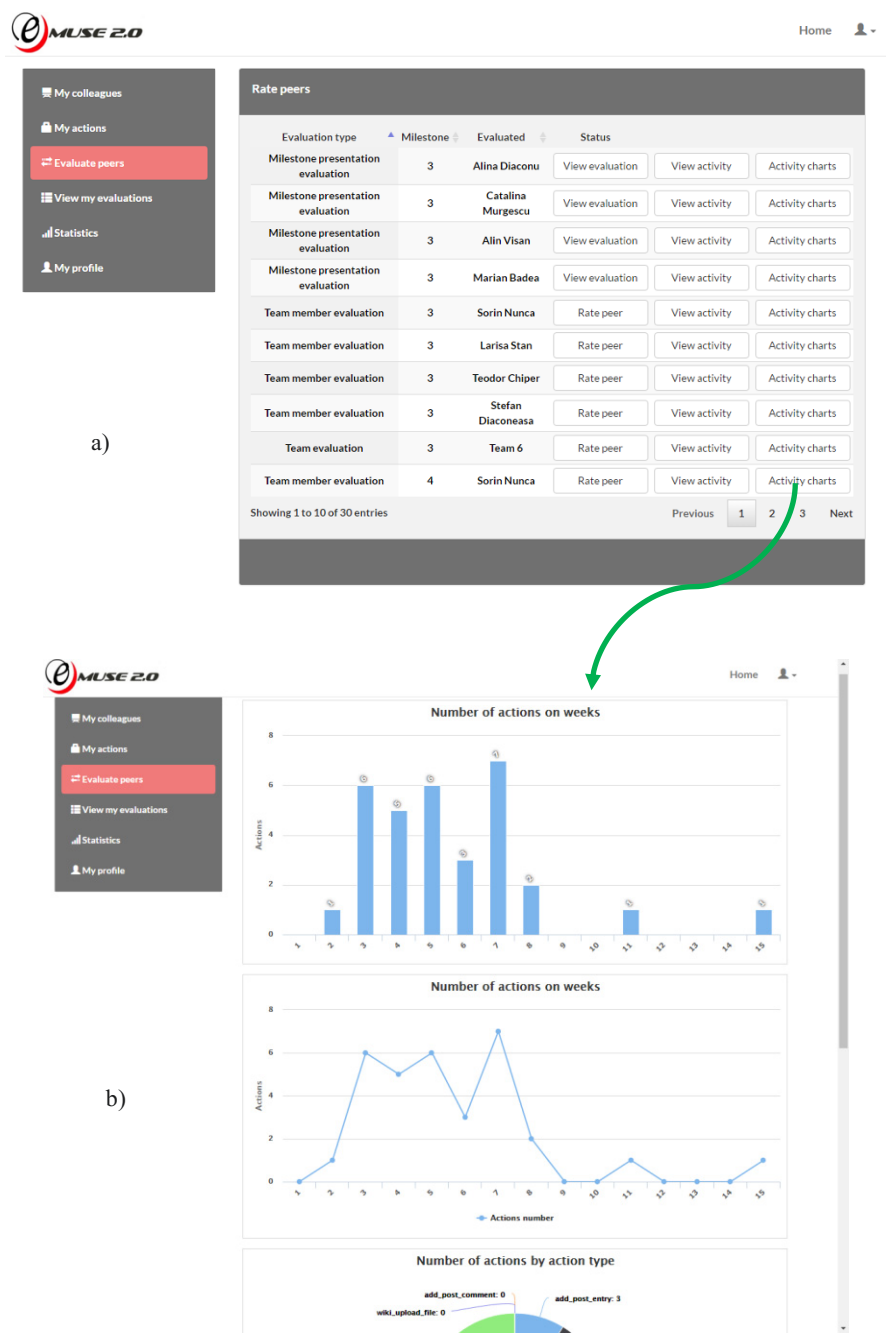 e MUSE 2.0
Home
My colleagues
My actions
Evaluate peers
View my evaluations
Statistics
My profile
Rate peers
Evaluation type Milestone Evaluated Status
Milestone presentation
evaluation 3 Alina Diaconu View evaluation View activity Activity charts
Milestone presentation
evaluation 3 Catalina
Murgescu View evaluation View activity Activity charts
Milestone presentation
evaluation 3 Alin Visan View evaluation View activity Activity charts
Milestone presentation
evaluation 3 Marian Badea View evaluation View activity Activity charts
Team member evaluation 3 Sorin Nunca Rate peer View activity Activity charts
Team member evaluation 3 Larisa Stan Rate peer View activity Activity charts
Team member evaluation 3 Teodor Chiper Rate peer View activity Activity charts
Team member evaluation 3 Stefan
Diaconeasa Rate peer View activity Activity charts
Team evaluation 3 Team 6 Rate peer View activity Activity charts
Team member evaluation 4 Sorin Nunca Rate peer View activity Activity charts
Showing 1 to 10 of 30 entries Previous 1 2 3 Next
a)
e MUSE 2.0
Home
My colleagues
My actions
Evaluate peers
View my evaluations
Statistics
My profile
Number of actions on weeks
8
6
4
2
0
Actions
1 2 3 4 5 6 7 8 9 10 11 12 13 14 15
Number of actions on weeks
8
6
4
2
0
Actions
1 2 3 4 5 6 7 8 9 10 11 12 13 14 15
Actions number
b)
Number of actions by action type
add_post_comment: 0
add_post_entry: 3
wiki_upload_file: 0